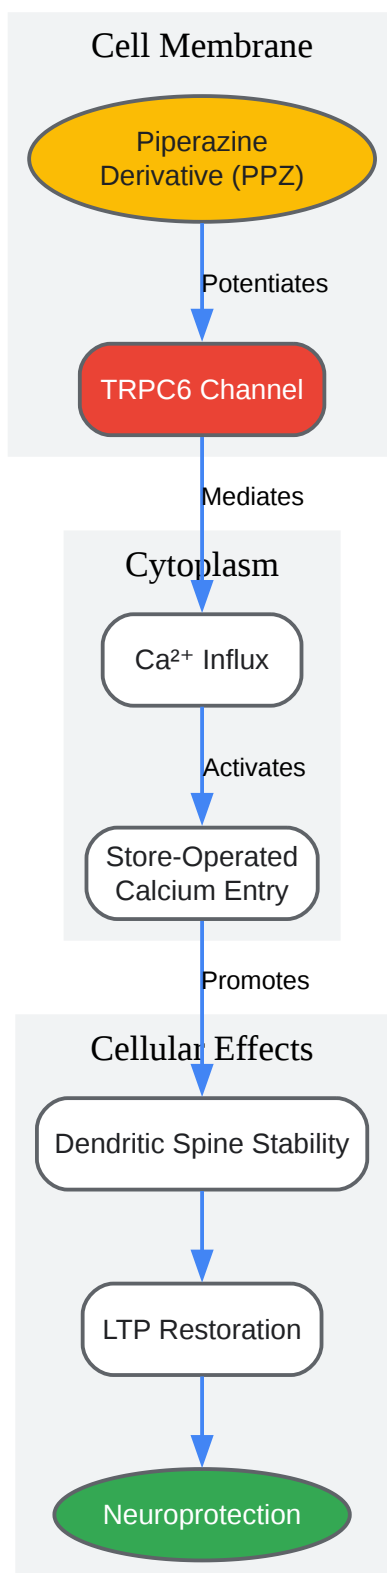 Cell Membrane
Piperazine
Derivative (PPZ)
Potentiates
TRPC6 Channel
Mediates
Cytoplasm
Ca²⁺ Influx
Activates
Store-Operated
Calcium Entry
Promotes
Cellular Effects
Dendritic Spine Stability
LTP Restoration
Neuroprotection